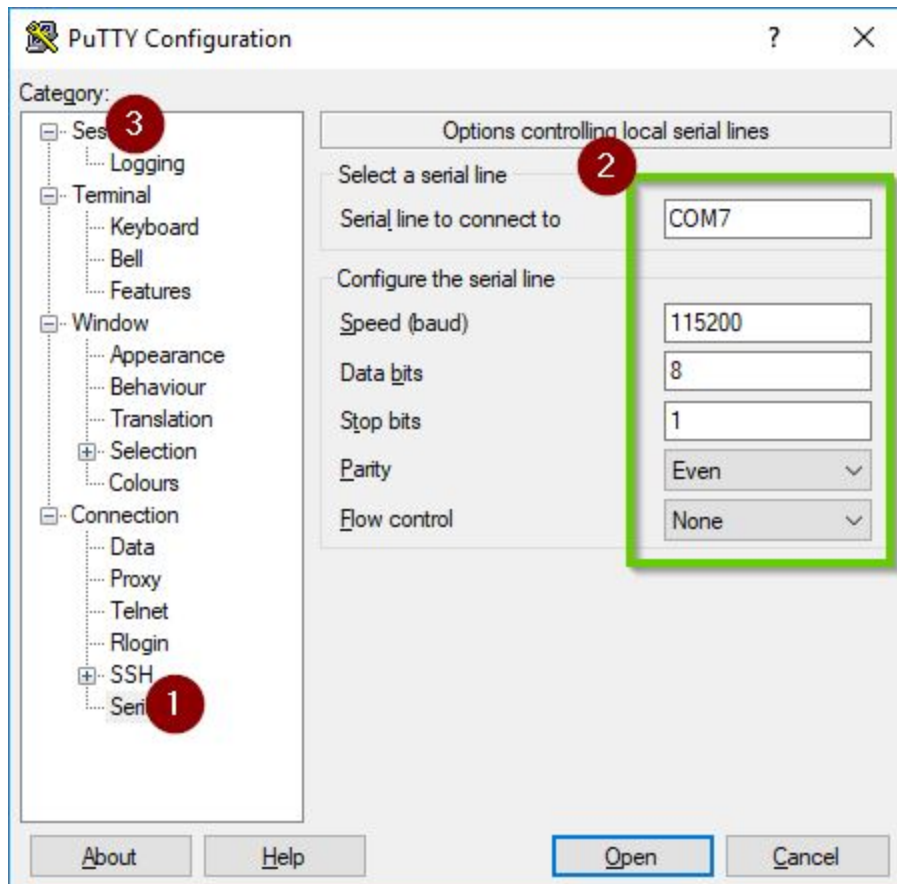 PuTTY Configuration ? ×
Category:
Ses 3
Logging
Terminal
Keyboard
Bell
Features
Window
Appearance
Behaviour
Translation
Selection
Colours
Connection
Data
Proxy
Telnet
Rlogin
SSH
Seri 1
Options controlling local serial lines
2
Select a serial line
Serial line to connect to COM7
Configure the serial line
Speed (baud) 115200
Data bits 8
Stop bits 1
Parity Even
Flow control None
About Help Open Cancel